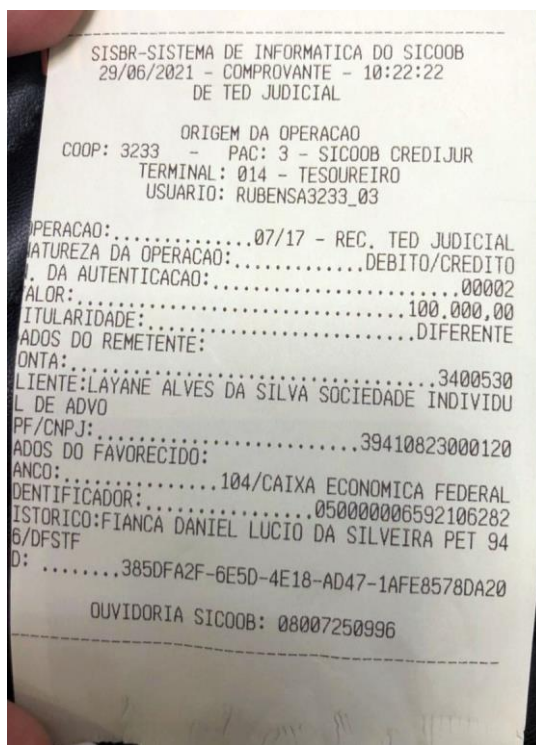 SISBR-SISTEMA DE INFORMATICA DO SICOOB
29/06/2021 - COMPROVANTE - 10:22:22
DE TED JUDICIAL
ORIGEM DA OPERACAO
COOP: 3233 - PAC: 3 - SICOOB CREDIJUR
TERMINAL: 014 - TESOUREIRO
USUARIO: RUBENSA3233_03
OPERACAO:..............07/17 - REC. TED JUDICIAL
NATUREZA DA OPERACAO:.............DEBITO/CREDITO
. DA AUTENTICACAO:.........................00002
ALOR:.................................100.000,00
ITULARIDADE:...........................DIFERENTE
ADOS DO REMETENTE:
ONTA:....................................3400530
LIENTE:LAYANE ALVES DA SILVA SOCIEDADE INDIVIDU
L DE ADVO
PF/CNPJ:..........................39410823000120
ADOS DO FAVORECIDO:
ANCO:...............104/CAIXA ECONOMICA FEDERAL
DENTIFICADOR:................050000006592106282
ISTORICO:FIANCA DANIEL LUCIO DA SILVEIRA PET 94
6/DFSTF
D: ........385DFA2F-6E5D-4E18-AD47-1AFE8578DA20
OUVIDORIA SICOOB: 08007250996